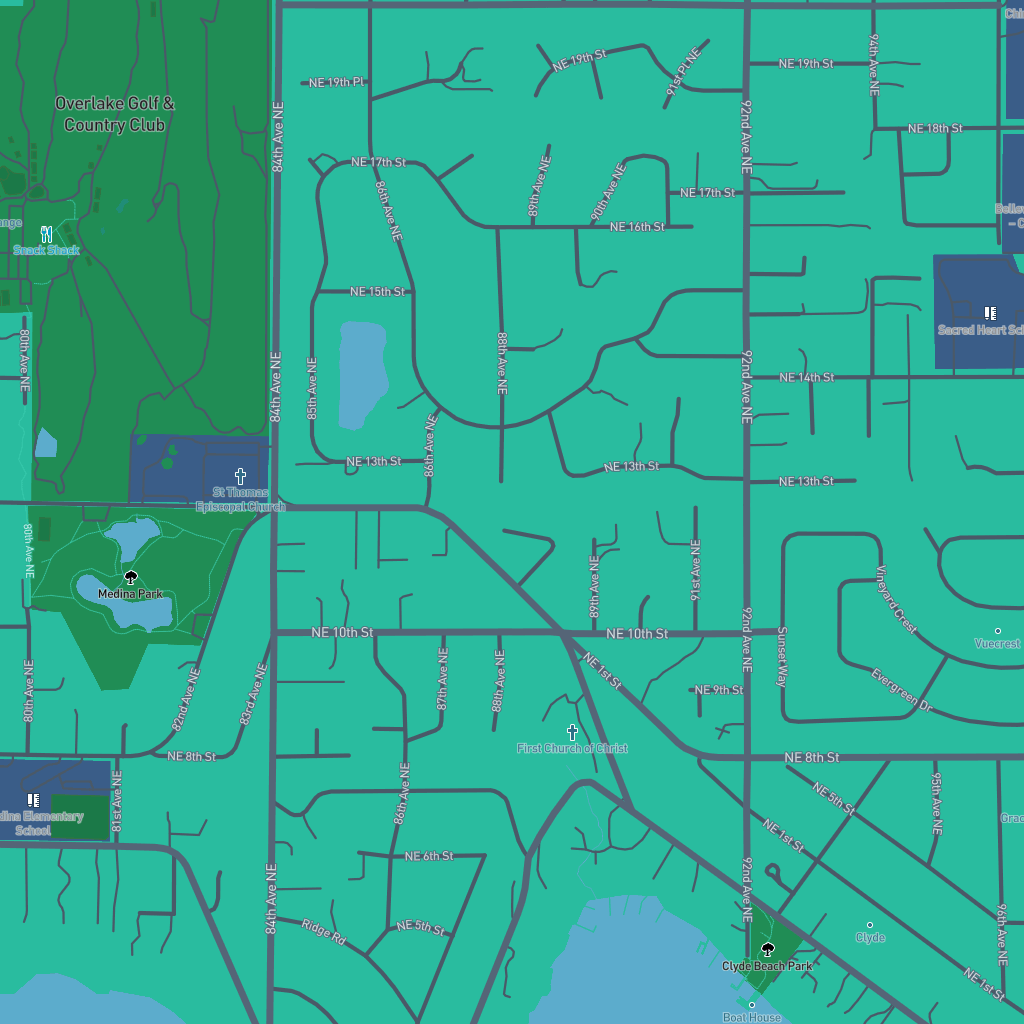 Overlake Golf &
Country Club
Snack Shack
84th Ave NE
NE 19th Pl
NE 19th St
91st Pl NE
92nd Ave NE
NE 19th St
94th Ave NE
NE 18th St
NE 17th St
86th Ave NE
89th Ave NE
90th Ave NE
NE 17th St
NE 16th St
NE 15th St
80th Ave NE
84th Ave NE
85th Ave NE
88th Ave NE
92nd Ave NE
NE 14th St
86th Ave NE
NE 13th St
NE 13th St
NE 13th St
St Thomas
Episcopal Church
80th Ave NE
Medina Park
89th Ave NE
91st Ave NE
NE 10th St
NE 10th St
92nd Ave NE
Sunset Way
Vineyard Crest
Vuecrest
Evergreen Dr
80th Ave NE
82nd Ave NE
83rd Ave NE
87th Ave NE
88th Ave NE
NE 1st St
NE 9th St
First Church of Christ
NE 8th St
NE 8th St
81st Ave NE
86th Ave NE
NE 5th St
95th Ave NE
NE 1st St
School
NE 6th St
84th Ave NE
92nd Ave NE
Ridge Rd
NE 5th St
Clyde
96th Ave NE
Clyde Beach Park
NE 1st St
Boat House
Sacred Heart